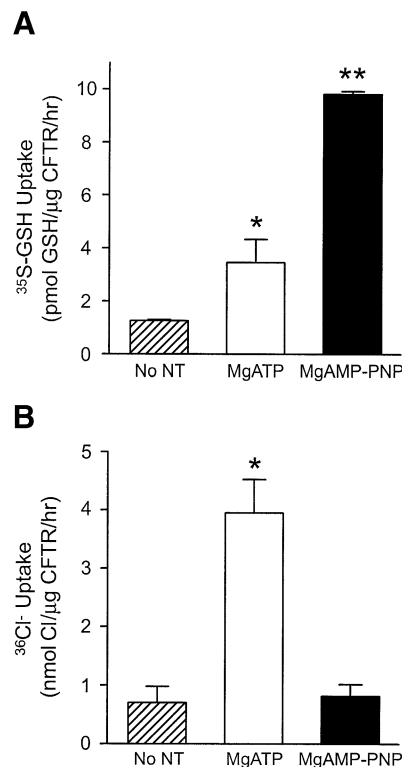 A
³⁵S-GSH Uptake
(pmol GSH/µg CFTR/hr)
10
8
6
4
2
0
*
**
No NT MgATP MgAMP-PNP
B
³⁶Cl⁻ Uptake
(nmol Cl/µg CFTR/hr)
5
4
3
2
1
0
*
No NT MgATP MgAMP-PNP